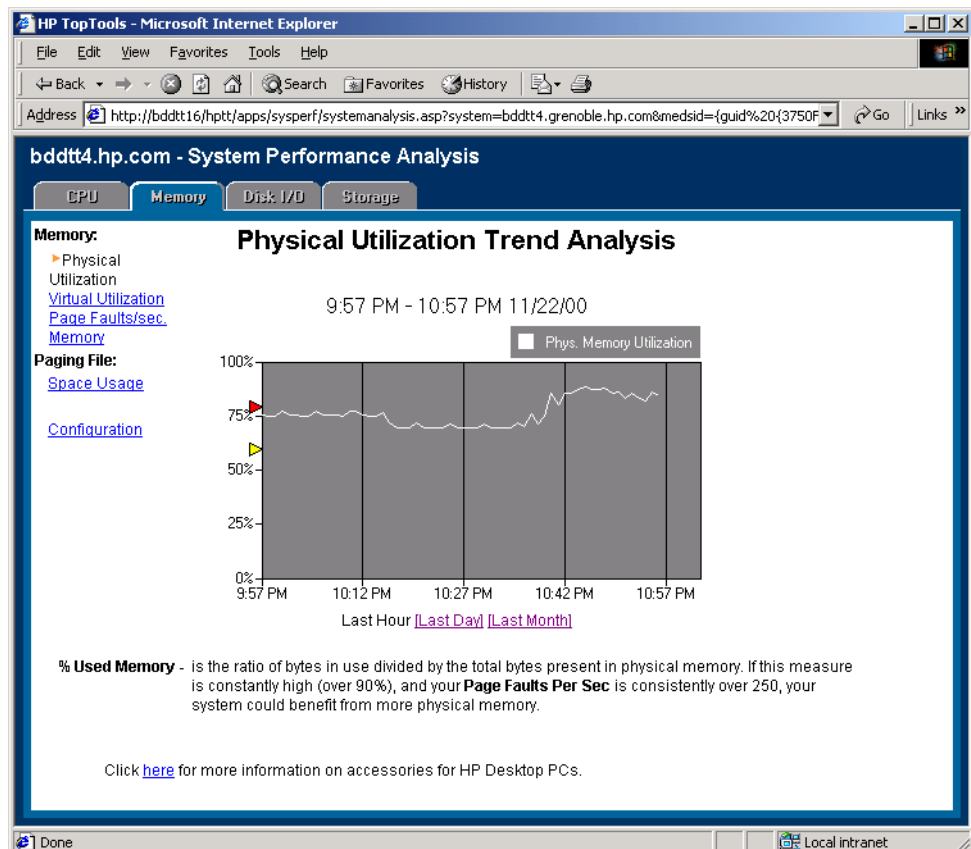 HP TopTools - Microsoft Internet Explorer
File Edit View Favorites Tools Help
Back Search Favorites History
Address http://bddtt16/hptt/apps/sysperf/systemanalysis.asp?system=bddtt4.grenoble.hp.com&medsid={guid%20{3750F Go Links »
bddtt4.hp.com - System Performance Analysis
CPU Memory Disk I/O Storage
Memory:
Physical
Utilization
Virtual Utilization
Page Faults/sec.
Memory
Paging File:
Space Usage
Configuration
Physical Utilization Trend Analysis
9:57 PM - 10:57 PM 11/22/00
Phys. Memory Utilization
100%
75%
50%
25%
0%
9:57 PM 10:12 PM 10:27 PM 10:42 PM 10:57 PM
Last Hour [Last Day] [Last Month]
% Used Memory - is the ratio of bytes in use divided by the total bytes present in physical memory. If this measure
is constantly high (over 90%), and your Page Faults Per Sec is consistently over 250, your
system could benefit from more physical memory.
Click here for more information on accessories for HP Desktop PCs.
Done Local intranet